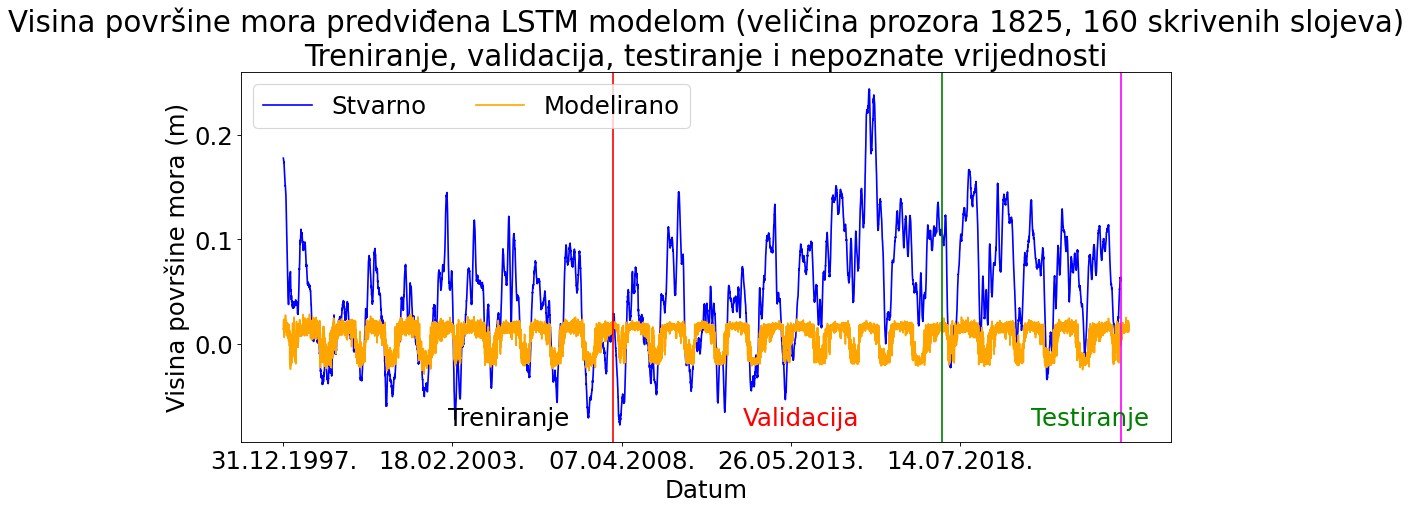 Visina površine mora predviđena LSTM modelom (veličina prozora 1825, 160 skrivenih slojeva)
Treniranje, validacija, testiranje i nepoznate vrijednosti
Stvarno
Modelirano
Visina površine mora (m)
0.2
0.1
0.0
Treniranje
Validacija
Testiranje
31.12.1997.
18.02.2003.
07.04.2008.
26.05.2013.
14.07.2018.
Datum